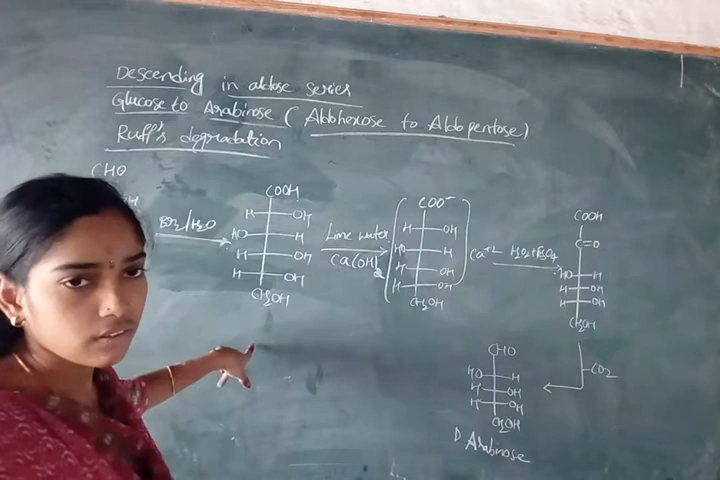 Descending in aldose series
Glucose to Arabinose (Aldohexose to Aldopentose)
Ruff's degradation
CHO
H
Br2/H2O
COOH
H OH
HO H
H OH
H OH
CH2OH
Lime water
Ca(OH)2
COO-
H OH
HO H
H OH
H OH
CH2OH
Ca+2
H2O2+FeSO4
COOH
C=O
HO H
H OH
H OH
CH2OH
CO2
CHO
HO H
H OH
H OH
CH2OH
D Arabinose